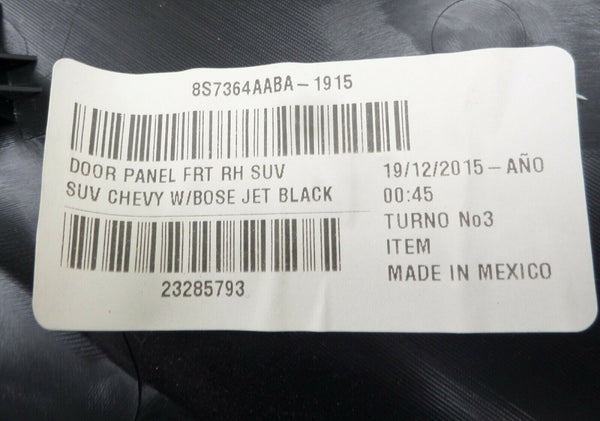 8S7364AABA-1915
DOOR PANEL FRT RH SUV
SUV CHEVY W/BOSE JET BLACK
23285793
19/12/2015-AÑO
00:45
TURNO No3
ITEM
MADE IN MEXICO